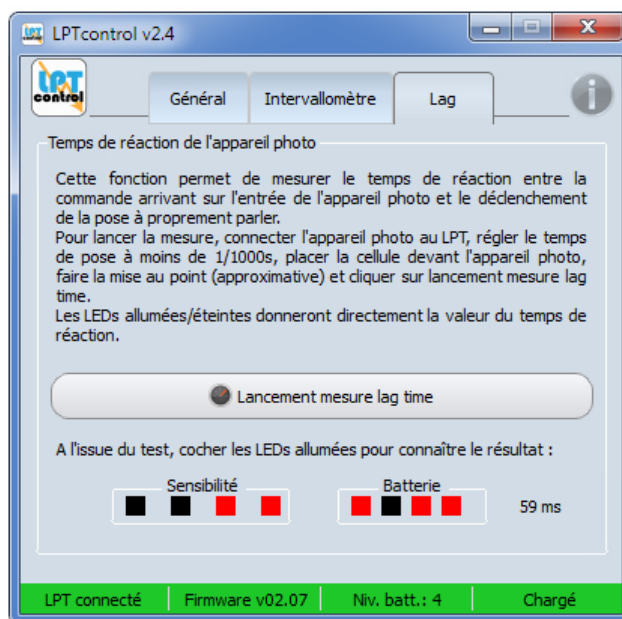 LPTcontrol v2.4
LPT
control
Général
Intervallomètre
Lag
i
Temps de réaction de l'appareil photo
Cette fonction permet de mesurer le temps de réaction entre la
commande arrivant sur l'entrée de l'appareil photo et le déclenchement
de la pose à proprement parler.
Pour lancer la mesure, connecter l'appareil photo au LPT, régler le temps
de pose à moins de 1/1000s, placer la cellule devant l'appareil photo,
faire la mise au point (approximative) et cliquer sur lancement mesure lag
time.
Les LEDs allumées/éteintes donneront directement la valeur du temps de
réaction.
Lancement mesure lag time
A l'issue du test, cocher les LEDs allumées pour connaître le résultat :
Sensibilité
Batterie
59 ms
LPT connecté
Firmware v02.07
Niv. batt.: 4
Chargé